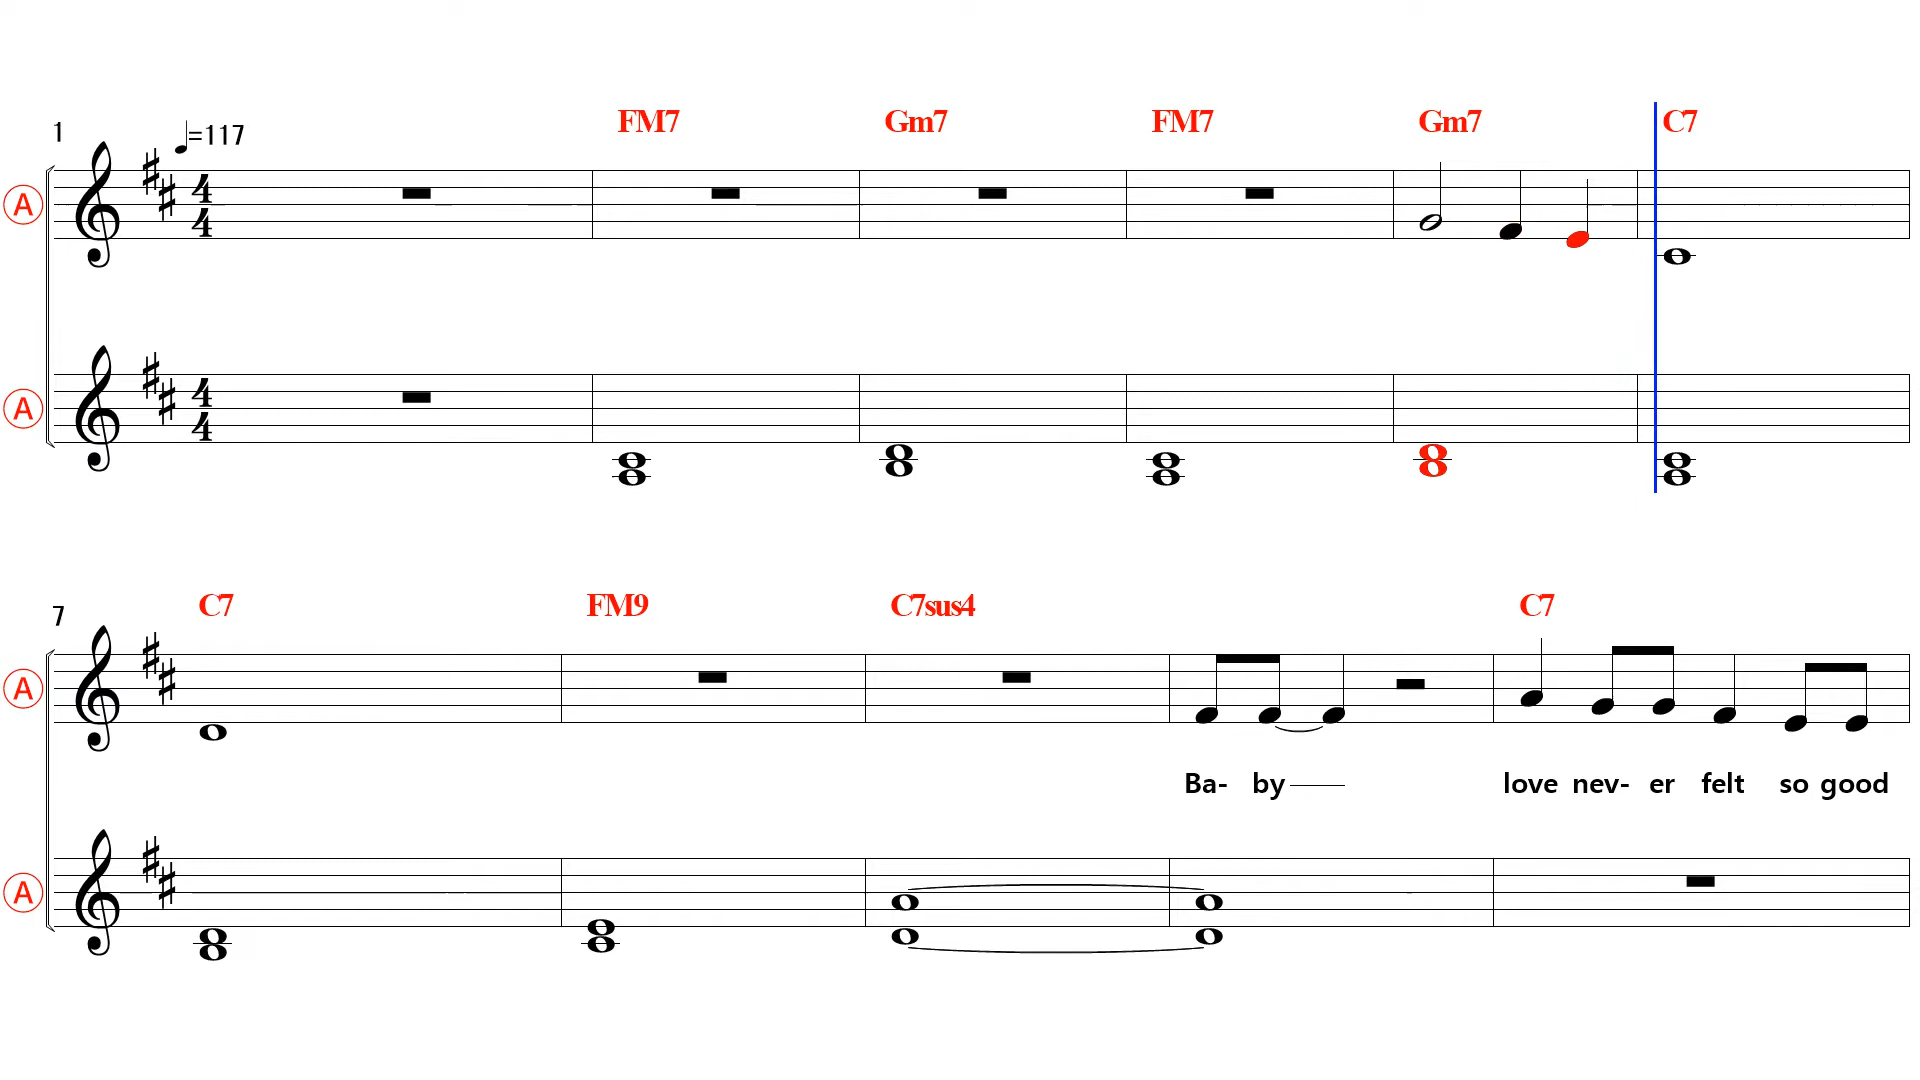 1
♩=117
FM7 Gm7 FM7 Gm7 C7
A
4
4
A
4
4
7
C7 FM9 C7sus4 C7
A
Ba- by love nev- er felt so good
A